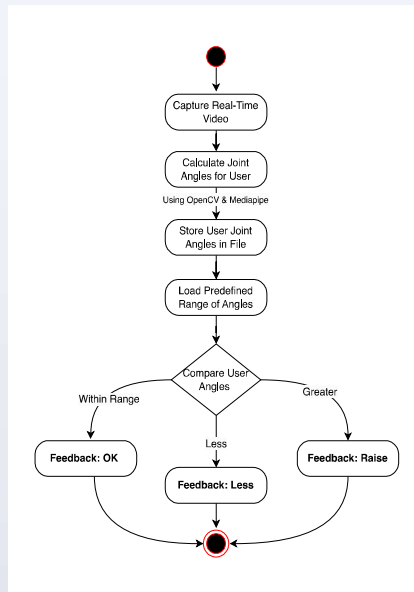 Capture Real-Time
Video
Calculate Joint
Angles for User
Using OpenCV & Mediapipe
Store User Joint
Angles in File
Load Predefined
Range of Angles
Compare User
Angles
Within Range
Greater
Less
Feedback: OK
Feedback: Less
Feedback: Raise